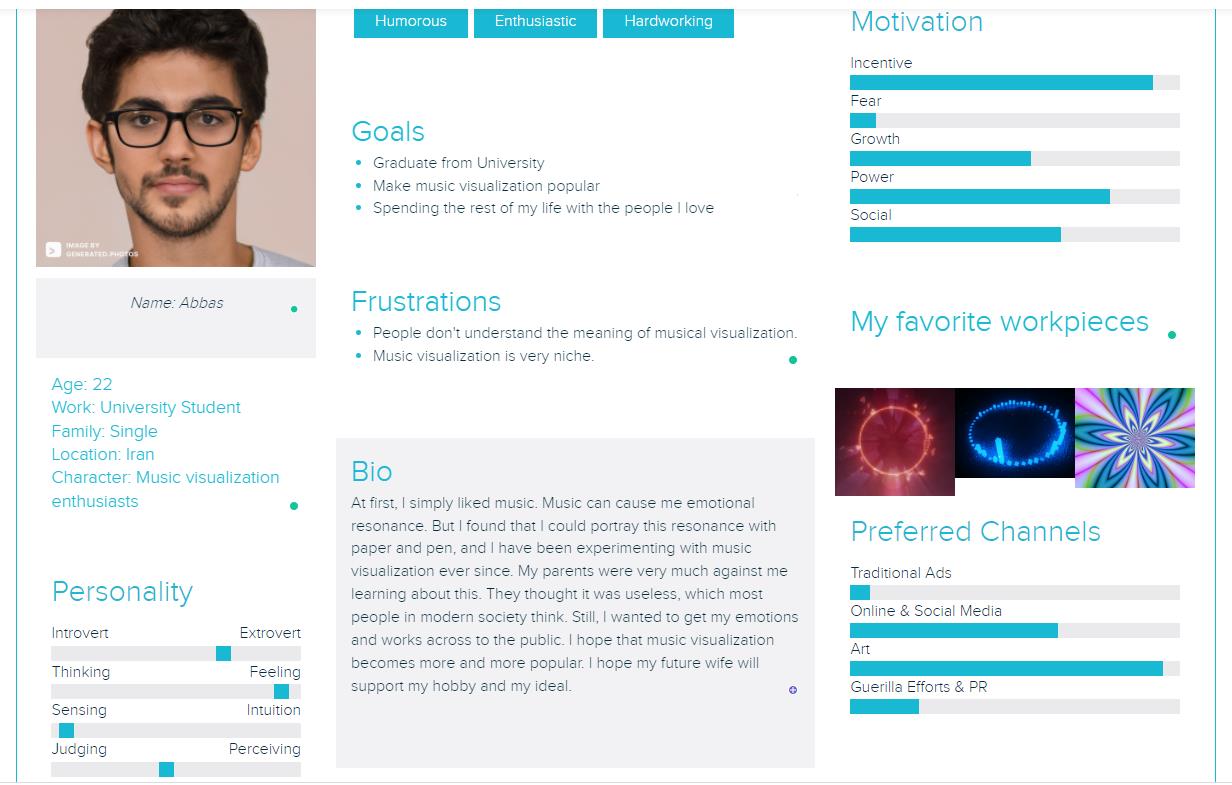 IMAGE BY
GENERATED.PHOTOS
Name: Abbas
Age: 22
Work: University Student
Family: Single
Location: Iran
Character: Music visualization
enthusiasts
Personality
Introvert Extrovert
Thinking Feeling
Sensing Intuition
Judging Perceiving
Humorous Enthusiastic Hardworking
Goals
Graduate from University
Make music visualization popular
Spending the rest of my life with the people I love
Frustrations
People don't understand the meaning of musical visualization.
Music visualization is very niche.
Bio
At first, I simply liked music. Music can cause me emotional
resonance. But I found that I could portray this resonance with
paper and pen, and I have been experimenting with music
visualization ever since. My parents were very much against me
learning about this. They thought it was useless, which most
people in modern society think. Still, I wanted to get my emotions
and works across to the public. I hope that music visualization
becomes more and more popular. I hope my future wife will
support my hobby and my ideal.
Motivation
Incentive
Fear
Growth
Power
Social
My favorite workpieces
Preferred Channels
Traditional Ads
Online & Social Media
Art
Guerilla Efforts & PR